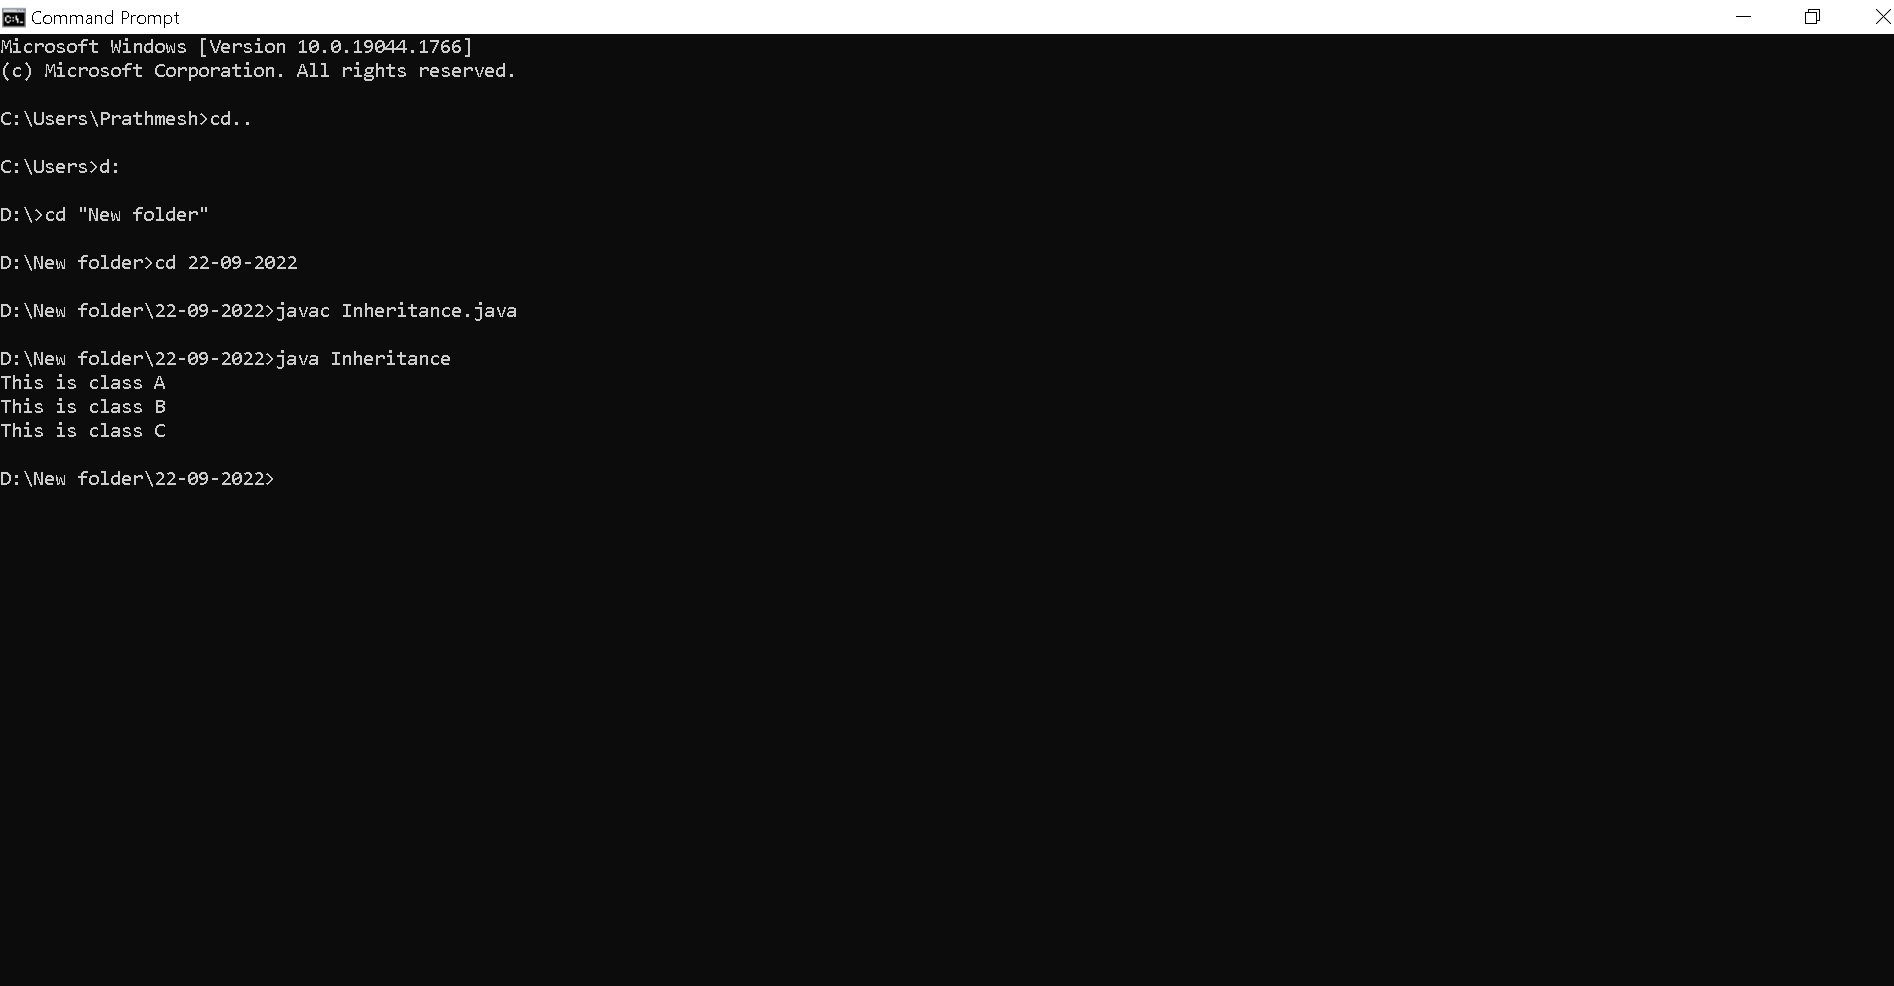 Command Prompt
Microsoft Windows [Version 10.0.19044.1766]
(c) Microsoft Corporation. All rights reserved.
C:\Users\Prathmesh>cd..
C:\Users>d:
D:\>cd "New folder"
D:\New folder>cd 22-09-2022
D:\New folder\22-09-2022>javac Inheritance.java
D:\New folder\22-09-2022>java Inheritance
This is class A
This is class B
This is class C
D:\New folder\22-09-2022>